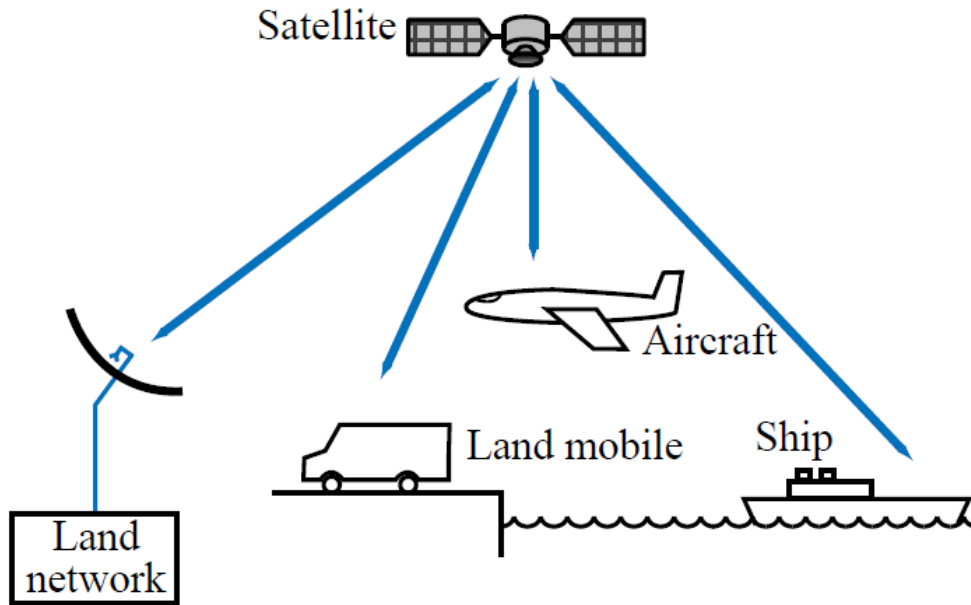 Satellite
Aircraft
Land mobile
Ship
Land
network